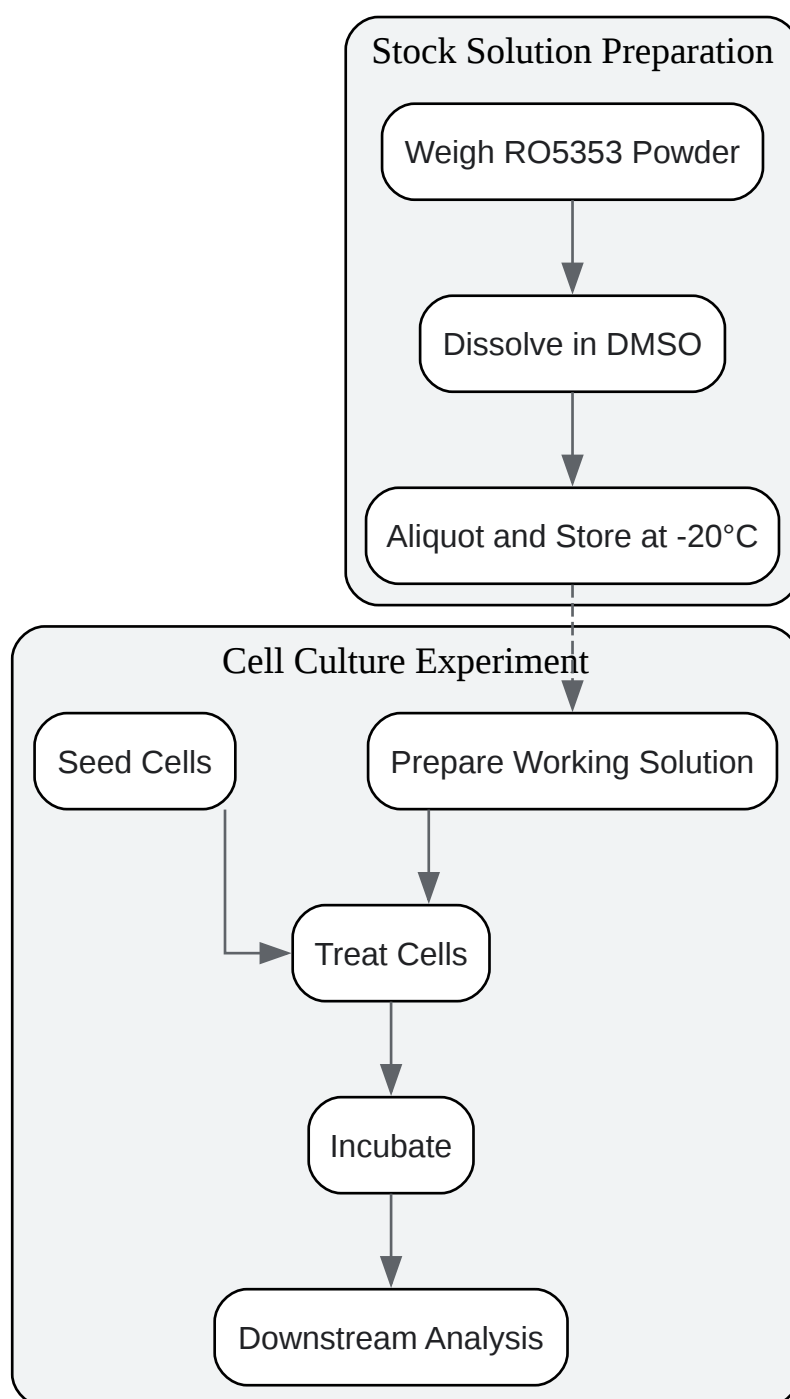 Stock Solution Preparation
Weigh RO5353 Powder
Dissolve in DMSO
Aliquot and Store at -20°C
Cell Culture Experiment
Seed Cells
Prepare Working Solution
Treat Cells
Incubate
Downstream Analysis